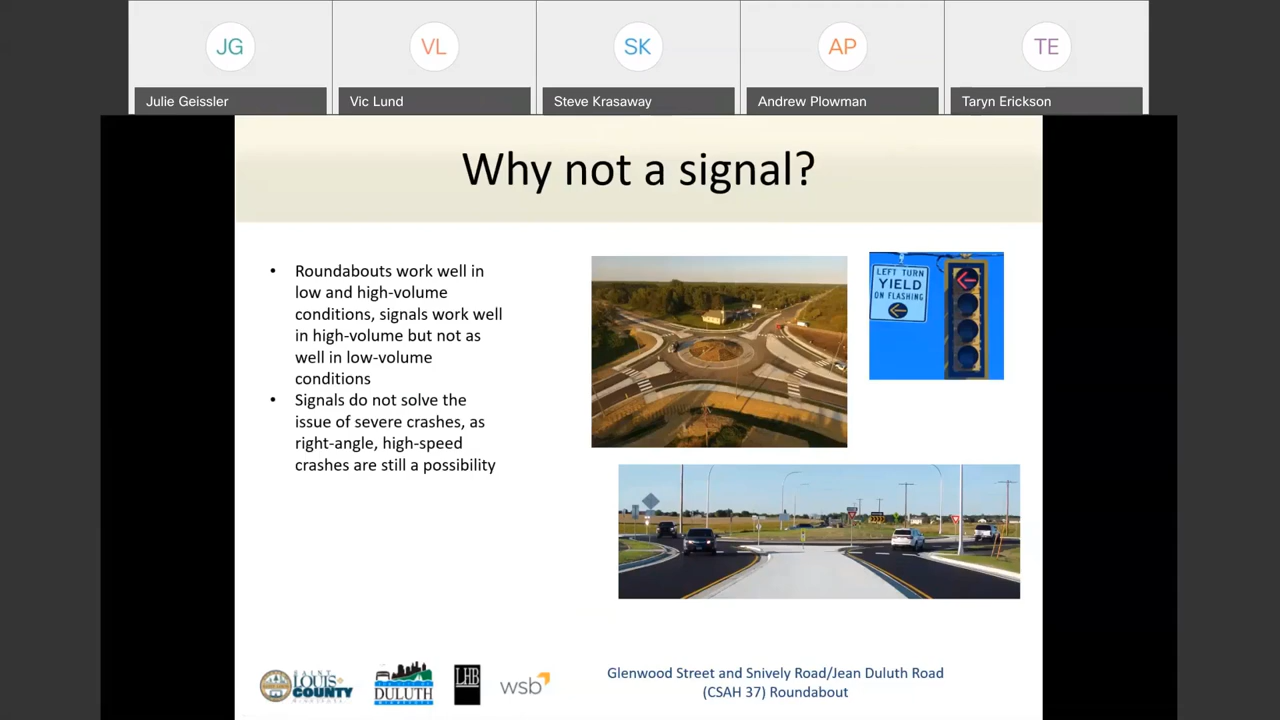 JG
VL
SK
AP
TE
Julie Geissler
Vic Lund
Steve Krasaway
Andrew Plowman
Taryn Erickson
Why not a signal?
• Roundabouts work well in
low and high-volume
conditions, signals work well
in high-volume but not as
well in low-volume
conditions
• Signals do not solve the
issue of severe crashes, as
right-angle, high-speed
crashes are still a possibility
LEFT TURN
YIELD
ON FLASHING
SAINT
LOUIS
COUNTY
MINNESOTA
DULUTH
LHB
wsb
Glenwood Street and Snively Road/Jean Duluth Road
(CSAH 37) Roundabout